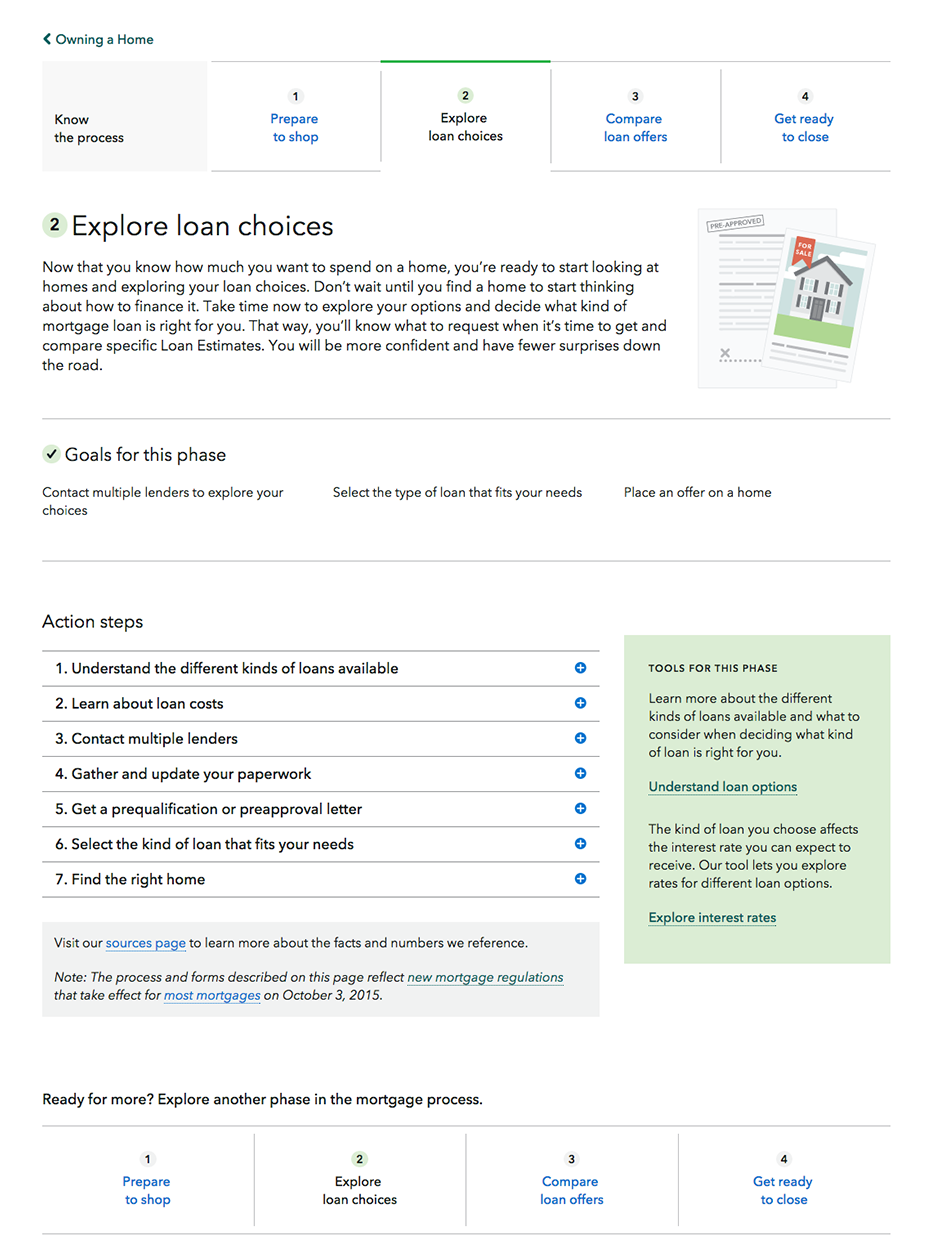 Owning a Home
Know
the process
1
Prepare
to shop
2
Explore
loan choices
3
Compare
loan offers
4
Get ready
to close
2 Explore loan choices
Now that you know how much you want to spend on a home, you’re ready to start looking at
homes and exploring your loan choices. Don’t wait until you find a home to start thinking
about how to finance it. Take time now to explore your options and decide what kind of
mortgage loan is right for you. That way, you’ll know what to request when it’s time to get and
compare specific Loan Estimates. You will be more confident and have fewer surprises down
the road.
PRE-APPROVED
FOR
SALE
Goals for this phase
Contact multiple lenders to explore your
choices
Select the type of loan that fits your needs
Place an offer on a home
Action steps
1. Understand the different kinds of loans available
2. Learn about loan costs
3. Contact multiple lenders
4. Gather and update your paperwork
5. Get a prequalification or preapproval letter
6. Select the kind of loan that fits your needs
7. Find the right home
TOOLS FOR THIS PHASE
Learn more about the different
kinds of loans available and what to
consider when deciding what kind
of loan is right for you.
Understand loan options
The kind of loan you choose affects
the interest rate you can expect to
receive. Our tool lets you explore
rates for different loan options.
Explore interest rates
Visit our sources page to learn more about the facts and numbers we reference.
Note: The process and forms described on this page reflect new mortgage regulations
that take effect for most mortgages on October 3, 2015.
Ready for more? Explore another phase in the mortgage process.
1
Prepare
to shop
2
Explore
loan choices
3
Compare
loan offers
4
Get ready
to close